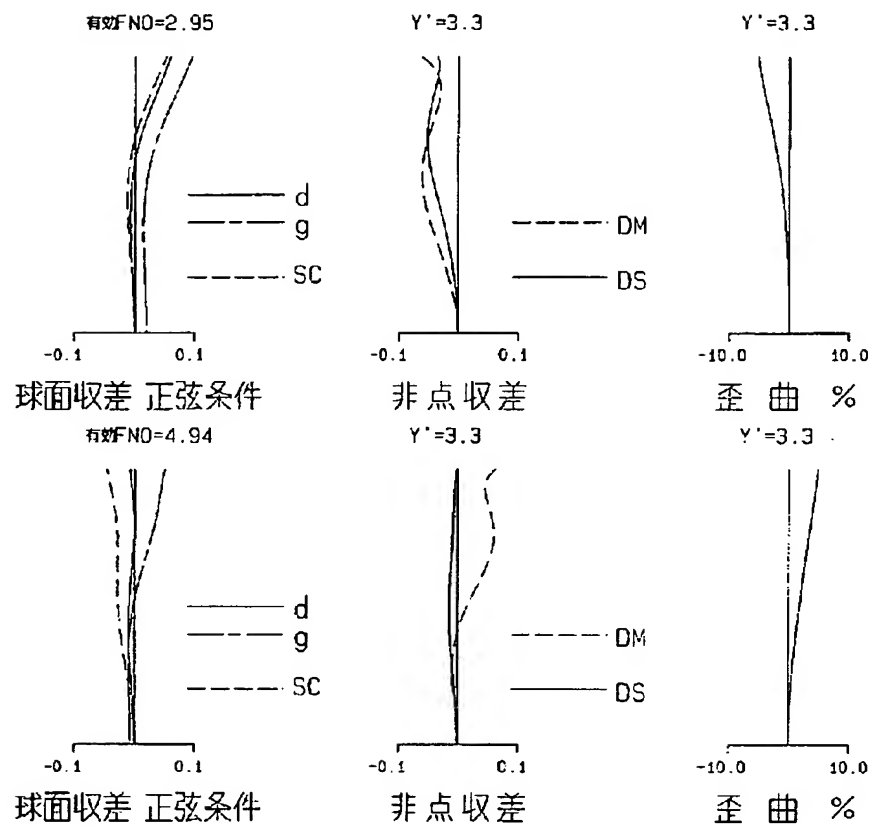 有効FNO=2.95
Y'=3.3
Y'=3.3
d
g
SC
DM
DS
-0.1
0.1
-0.1
0.1
-10.0
10.0
球面収差 正弦条件
非点収差
歪曲 %
有効FNO=4.94
Y'=3.3
Y'=3.3
d
g
SC
DM
DS
-0.1
0.1
-0.1
0.1
-10.0
10.0
球面収差 正弦条件
非点収差
歪曲 %